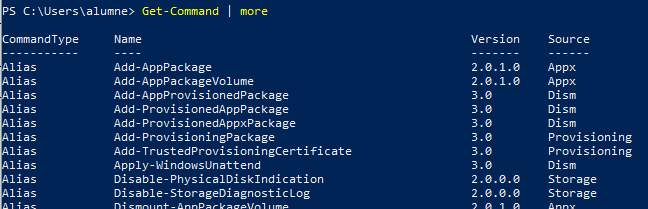 PS C:\Users\alumne> Get-Command | more
CommandType Name Version Source
----------- ---- ------- ------
Alias Add-AppPackage 2.0.1.0 Appx
Alias Add-AppPackageVolume 2.0.1.0 Appx
Alias Add-AppProvisionedPackage 3.0 Dism
Alias Add-ProvisionedAppPackage 3.0 Dism
Alias Add-ProvisionedAppxPackage 3.0 Dism
Alias Add-ProvisioningPackage 3.0 Provisioning
Alias Add-TrustedProvisioningCertificate 3.0 Provisioning
Alias Apply-WindowsUnattend 3.0 Dism
Alias Disable-PhysicalDiskIndication 2.0.0.0 Storage
Alias Disable-StorageDiagnosticLog 2.0.0.0 Storage
Alias Dismount-AppPackageVolume 2.0.1.0 Appx